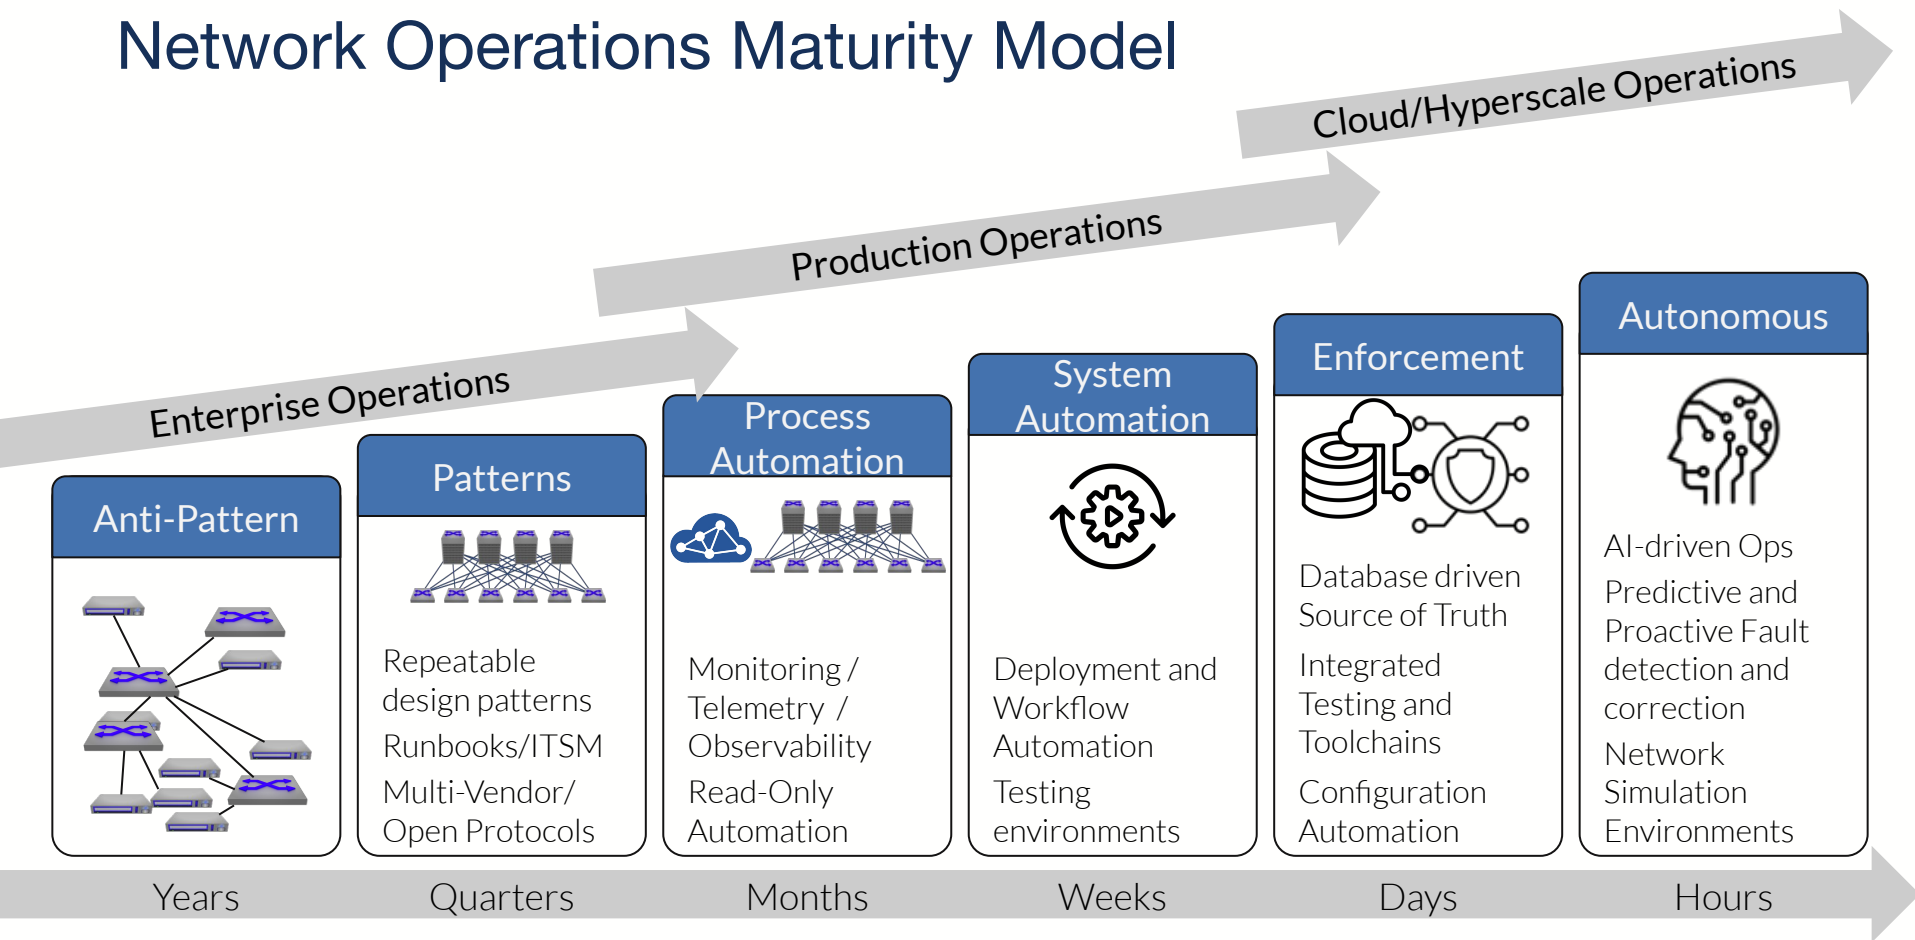 Network Operations Maturity Model
Cloud/Hyperscale Operations
Production Operations
Enterprise Operations
Anti-Pattern
Patterns
Repeatable
design patterns
Runbooks/ITSM
Multi-Vendor/
Open Protocols
Process
Automation
Monitoring /
Telemetry /
Observability
Read-Only
Automation
System
Automation
Deployment and
Workflow
Automation
Testing
environments
Enforcement
Database driven
Source of Truth
Integrated
Testing and
Toolchains
Configuration
Automation
Autonomous
AI-driven Ops
Predictive and
Proactive Fault
detection and
correction
Network
Simulation
Environments
Years
Quarters
Months
Weeks
Days
Hours